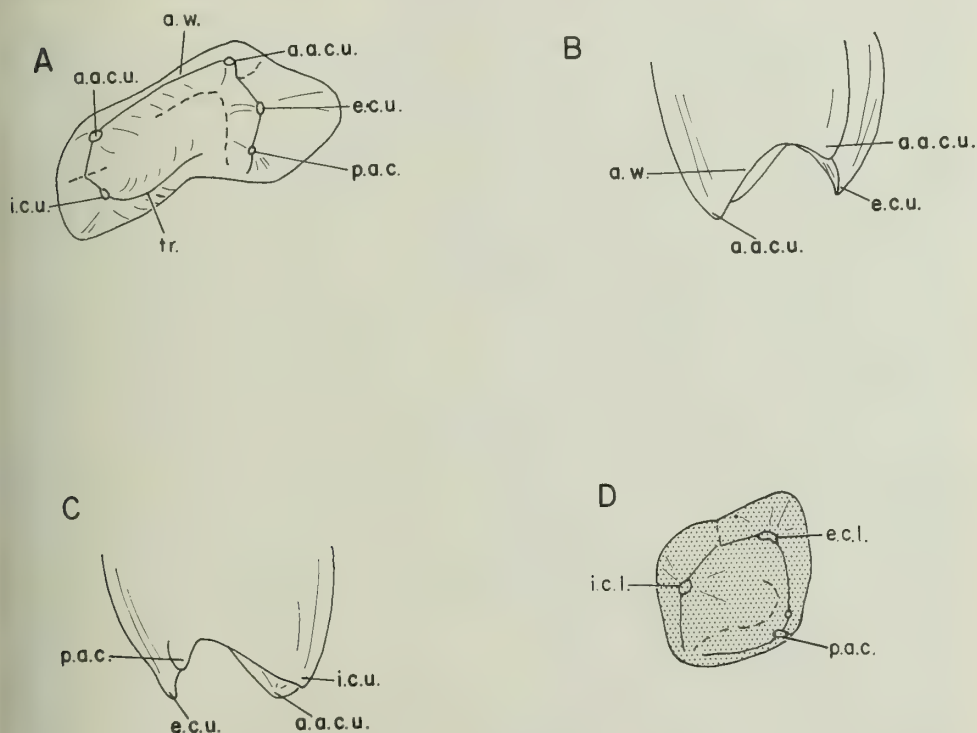 A
a.w.
a.a.c.u.
a.a.c.u.
e.c.u.
p.a.c.
i.c.u.
tr.
B
a.w.
a.a.c.u.
a.a.c.u.
e.c.u.
C
p.a.c.
e.c.u.
i.c.u.
a.a.c.u.
D
e.c.l.
i.c.l.
p.a.c.